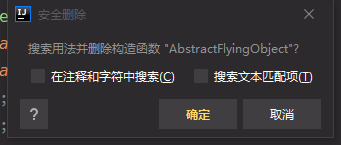 IJ
安全删除
搜索用法并删除构造函数 "AbstractFlyingObject"?
在注释和字符中搜索(C)
搜索文本匹配项(T)
?
确定
取消